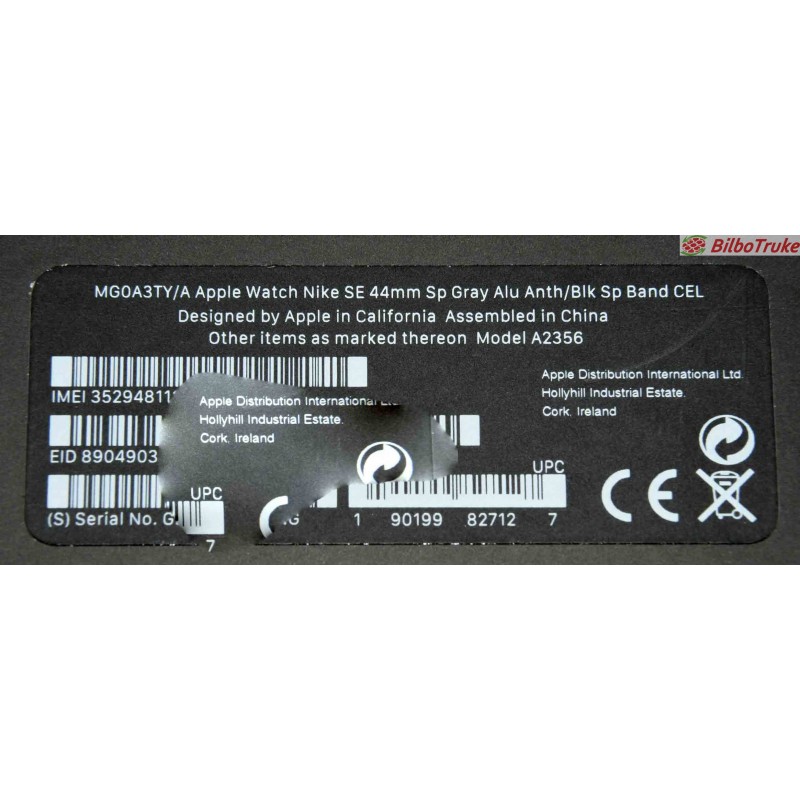 BilboTruke
MG0A3TY/A Apple Watch Nike SE 44mm Sp Gray Alu Anth/Blk Sp Band CEL
Designed by Apple in California Assembled in China
Other items as marked thereon Model A2356
Apple Distribution International Ltd.
Hollyhill Industrial Estate.
Cork. Ireland
IMEI 35294811
Apple Distribution International Ltd
Hollyhill Industrial Estate.
Cork. Ireland
EID 8904903
UPC
UPC
(S) Serial No. G
1 90199 82712 7
7
CE